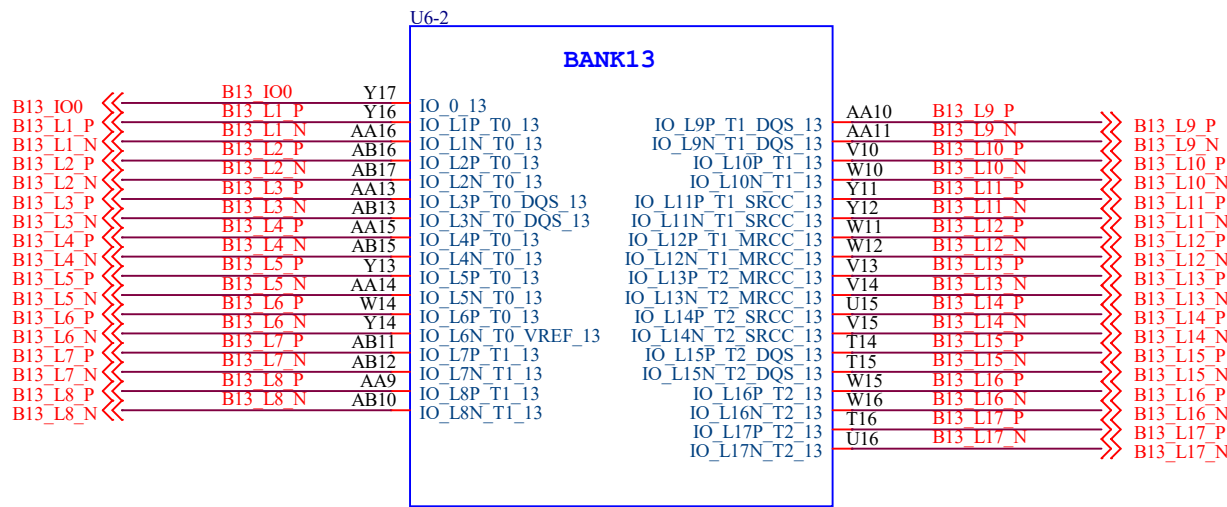 U6-2
BANK13
B13_IO0 B13_IO0 Y17 IO_0_13
B13_L1_P B13_L1_P Y16 IO_L1P_T0_13
B13_L1_N B13_L1_N AA16 IO_L1N_T0_13
B13_L2_P B13_L2_P AB16 IO_L2P_T0_13
B13_L2_N B13_L2_N AB17 IO_L2N_T0_13
B13_L3_P B13_L3_P AA13 IO_L3P_T0_DQS_13
B13_L3_N B13_L3_N AB13 IO_L3N_T0_DQS_13
B13_L4_P B13_L4_P AA15 IO_L4P_T0_13
B13_L4_N B13_L4_N AB15 IO_L4N_T0_13
B13_L5_P B13_L5_P Y13 IO_L5P_T0_13
B13_L5_N B13_L5_N AA14 IO_L5N_T0_13
B13_L6_P B13_L6_P W14 IO_L6P_T0_13
B13_L6_N B13_L6_N Y14 IO_L6N_T0_VREF_13
B13_L7_P B13_L7_P AB11 IO_L7P_T1_13
B13_L7_N B13_L7_N AB12 IO_L7N_T1_13
B13_L8_P B13_L8_P AA9 IO_L8P_T1_13
B13_L8_N B13_L8_N AB10 IO_L8N_T1_13
IO_L9P_T1_DQS_13 AA10 B13_L9_P B13_L9_P
IO_L9N_T1_DQS_13 AA11 B13_L9_N B13_L9_N
IO_L10P_T1_13 V10 B13_L10_P B13_L10_P
IO_L10N_T1_13 W10 B13_L10_N B13_L10_N
IO_L11P_T1_SRCC_13 Y11 B13_L11_P B13_L11_P
IO_L11N_T1_SRCC_13 Y12 B13_L11_N B13_L11_N
IO_L12P_T1_MRCC_13 W11 B13_L12_P B13_L12_P
IO_L12N_T1_MRCC_13 W12 B13_L12_N B13_L12_N
IO_L13P_T2_MRCC_13 V13 B13_L13_P B13_L13_P
IO_L13N_T2_MRCC_13 V14 B13_L13_N B13_L13_N
IO_L14P_T2_SRCC_13 U15 B13_L14_P B13_L14_P
IO_L14N_T2_SRCC_13 V15 B13_L14_N B13_L14_N
IO_L15P_T2_DQS_13 T14 B13_L15_P B13_L15_P
IO_L15N_T2_DQS_13 T15 B13_L15_N B13_L15_N
IO_L16P_T2_13 W15 B13_L16_P B13_L16_P
IO_L16N_T2_13 W16 B13_L16_N B13_L16_N
IO_L17P_T2_13 T16 B13_L17_P B13_L17_P
IO_L17N_T2_13 U16 B13_L17_N B13_L17_N